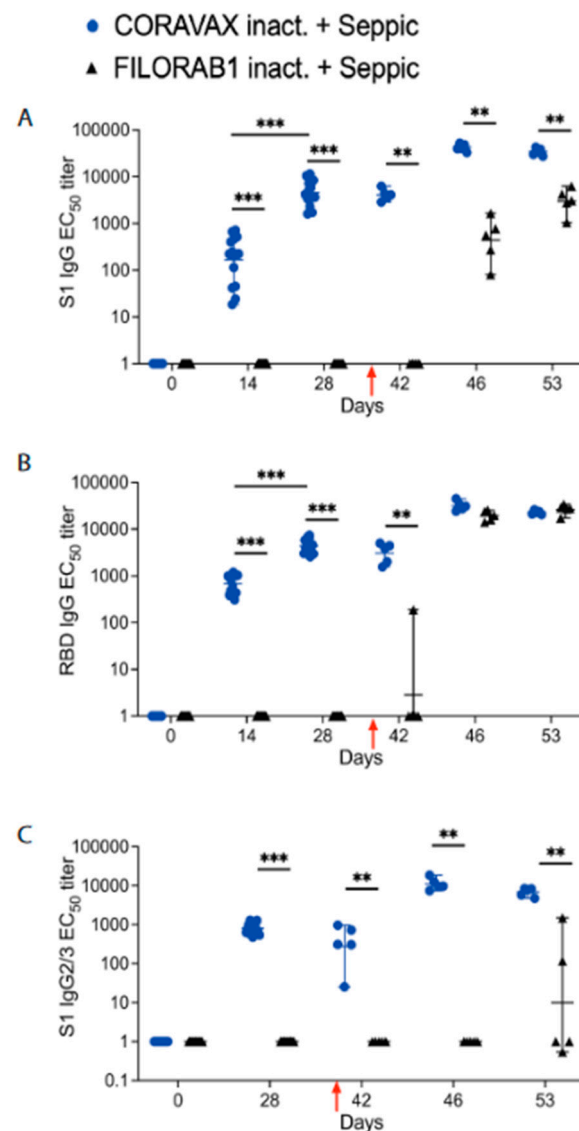 CORAVAX inact. + Seppic
FILORAB1 inact. + Seppic
A
S1 IgG EC50 titer
100000
10000
1000
100
10
1
***
***
***
**
**
**
0 14 28 42 46 53
Days
B
RBD IgG EC50 titer
100000
10000
1000
100
10
1
***
***
***
**
0 14 28 42 46 53
Days
C
S1 IgG2/3 EC50 titer
100000
10000
1000
100
10
1
0.1
***
**
**
**
0 28 42 46 53
Days